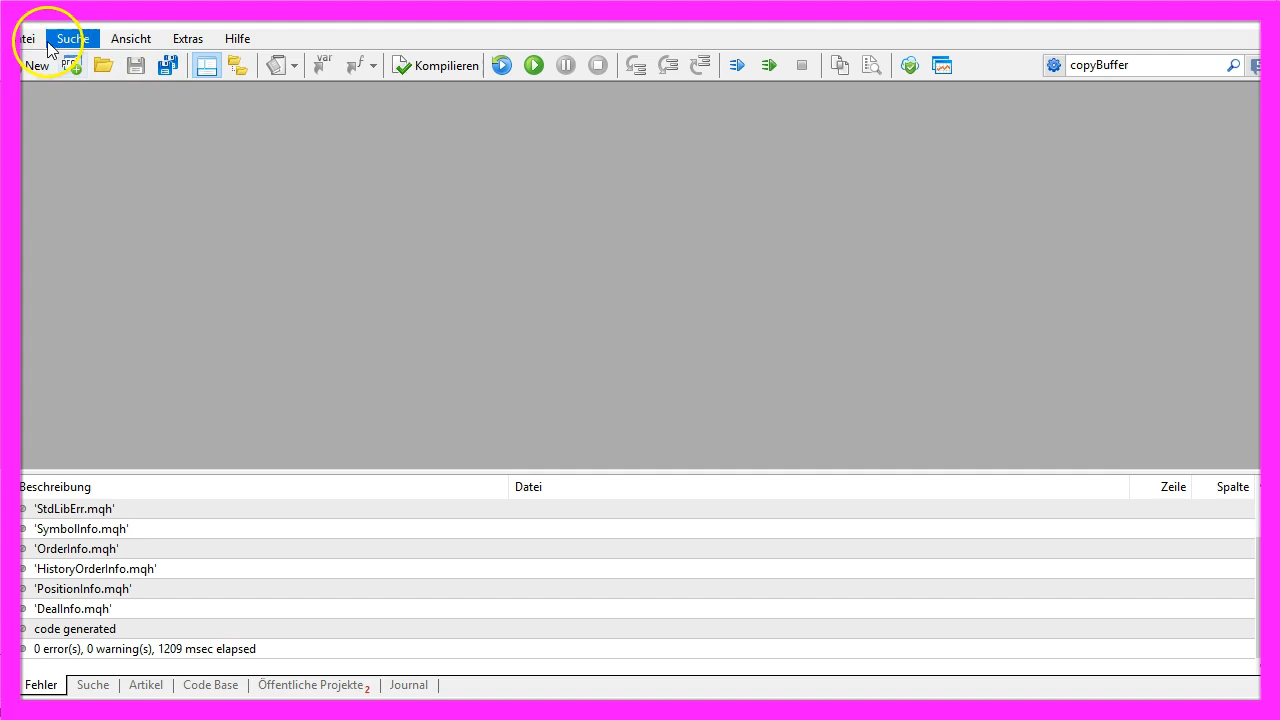 tei Suche Ansicht Extras Hilfe
New Kompilieren copyBuffer
Beschreibung Datei Zeile Spalte
'StdLibErr.mqh'
'SymbolInfo.mqh'
'OrderInfo.mqh'
'HistoryOrderInfo.mqh'
'PositionInfo.mqh'
'DealInfo.mqh'
code generated
0 error(s), 0 warning(s), 1209 msec elapsed
Fehler Suche Artikel Code Base Öffentliche Projekte 2 Journal